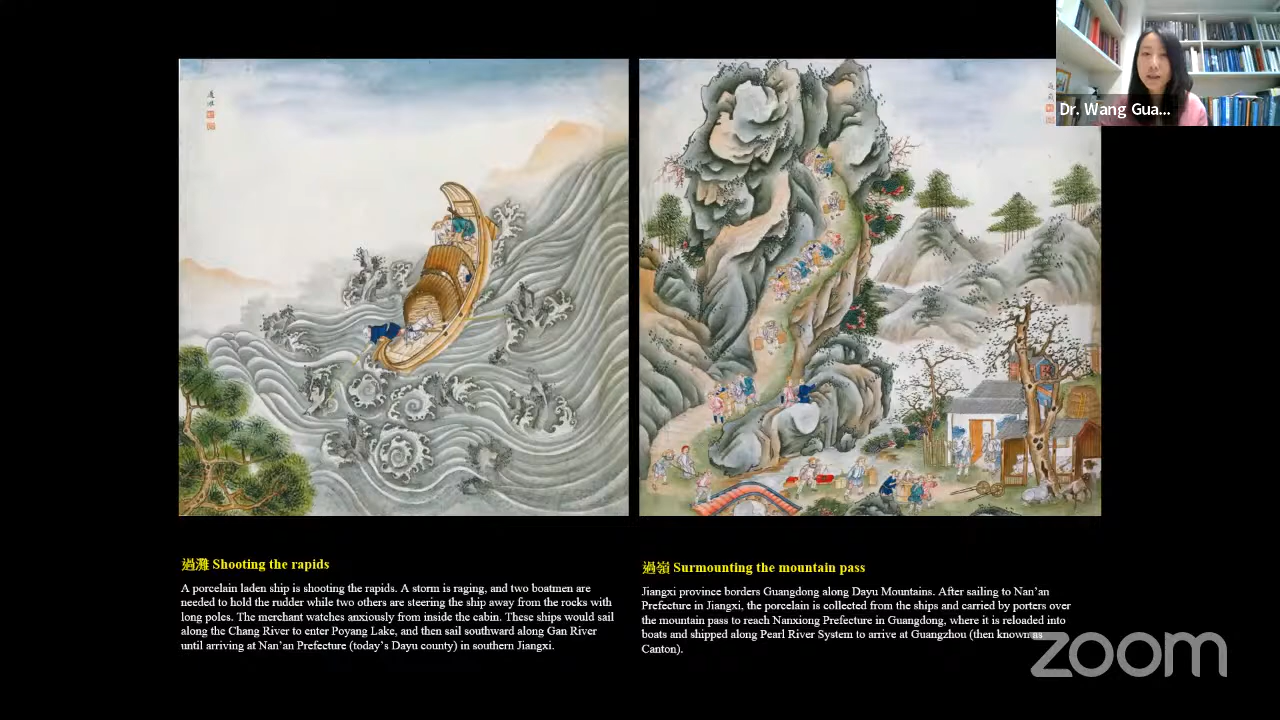 Dr. Wang Gua...
過灘
過灘 Shooting the rapids
A porcelain laden ship is shooting the rapids. A storm is raging, and two boatmen are
needed to hold the rudder while two others are steering the ship away from the rocks with
long poles. The merchant watches anxiously from inside the cabin. These ships would sail
along the Chang River to enter Poyang Lake, and then sail southward along Gan River
until arriving at Nan’an Prefecture (today’s Dayu county) in southern Jiangxi.
過嶺 Surmounting the mountain pass
Jiangxi province borders Guangdong along Dayu Mountains. After sailing to Nan’an
Prefecture in Jiangxi, the porcelain is collected from the ships and carried by porters over
the mountain pass to reach Nanxiong Prefecture in Guangdong, where it is reloaded into
boats and shipped along Pearl River System to arrive at Guangzhou (then known as
Canton).
zoom